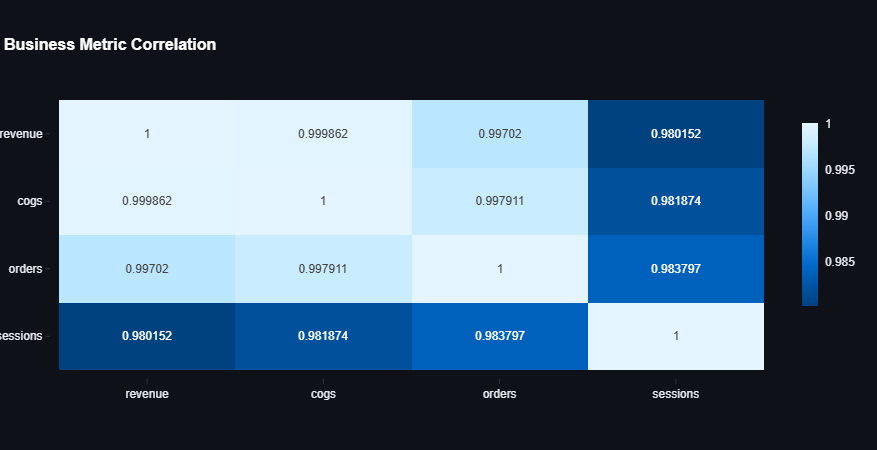 Business Metric Correlation
revenue 1 0.999862 0.99702 0.980152
cogs 0.999862 1 0.997911 0.981874
orders 0.99702 0.997911 1 0.983797
sessions 0.980152 0.981874 0.983797 1
revenue cogs orders sessions
1
0.995
0.99
0.985